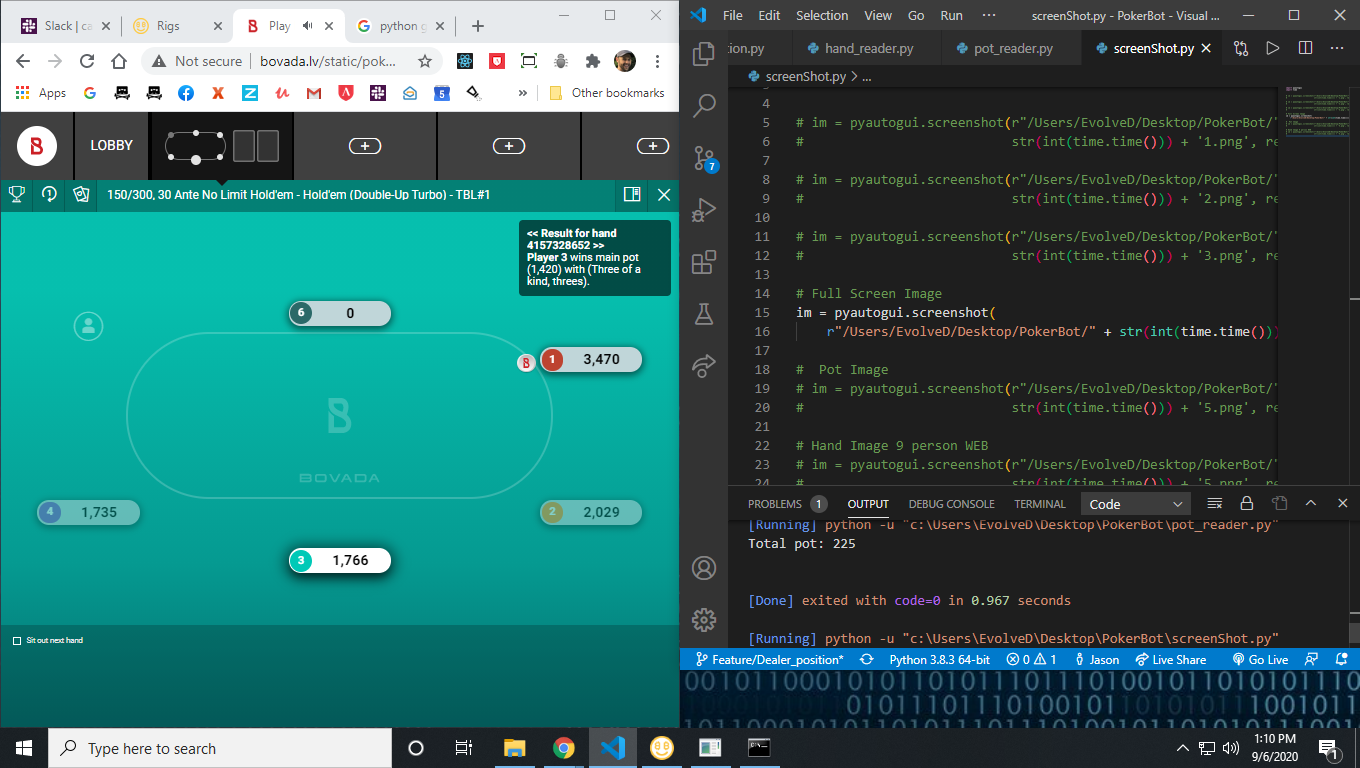 Slack | ca
Rigs
Play
python g
Not secure
bovada.lv/static/pok...
Apps
5
»
Other bookmarks
LOBBY
150/300, 30 Ante No Limit Hold'em - Hold'em (Double-Up Turbo) - TBL#1
<< Result for hand
4157328652 >>
Player 3 wins main pot
(1,420) with (Three of a
kind, threes).
6 0
B 1 3,470
BOVADA
4 1,735
2 2,029
3 1,766
Sit out next hand
File Edit Selection View Go Run ... screenShot.py - PokerBot - Visual ...
tion.py
hand_reader.py
pot_reader.py
screenShot.py
screenShot.py > ...
7
4
5 # im = pyautogui.screenshot(r"/Users/EvolveD/Desktop/PokerBot/"
6 # str(int(time.time())) + '1.png', re
7
8 # im = pyautogui.screenshot(r"/Users/EvolveD/Desktop/PokerBot/"
9 # str(int(time.time())) + '2.png', re
10
11 # im = pyautogui.screenshot(r"/Users/EvolveD/Desktop/PokerBot/"
12 # str(int(time.time())) + '3.png', re
13
14 # Full Screen Image
15 im = pyautogui.screenshot(
16 r"/Users/EvolveD/Desktop/PokerBot/" + str(int(time.time()))
17
18 #  Pot Image
19 # im = pyautogui.screenshot(r"/Users/EvolveD/Desktop/PokerBot/"
20 # str(int(time.time())) + '5.png', re
21
22 # Hand Image 9 person WEB
23 # im = pyautogui.screenshot(r"/Users/EvolveD/Desktop/PokerBot/"
24 # str(int(time.time())) + '5.png', re
PROBLEMS 1 OUTPUT DEBUG CONSOLE TERMINAL Code
[Running] python -u "c:\Users\EvolveD\Desktop\PokerBot\pot_reader.py"
Total pot: 225
[Done] exited with code=0 in 0.967 seconds
[Running] python -u "c:\Users\EvolveD\Desktop\PokerBot\screenShot.py"
Feature/Dealer_position* Python 3.8.3 64-bit 0 1 Jason Live Share Go Live
Type here to search
1:10 PM
9/6/2020
1